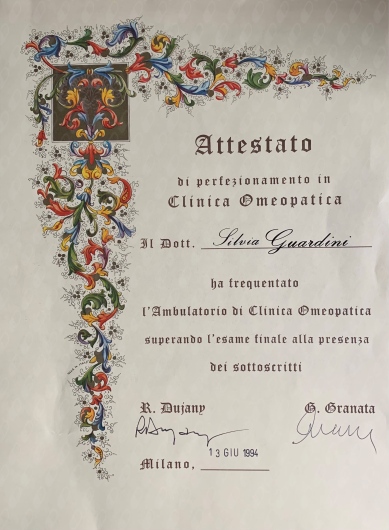 Attestato
di perfezionamento in
Clinica Omeopatica
Il Dott. Silvia Guardini
ha frequentato
l'Ambulatorio di Clinica Omeopatica
superando l'esame finale alla presenza
dei sottoscritti
R. Dujany G. Granata
13 GIU 1994
Milano,